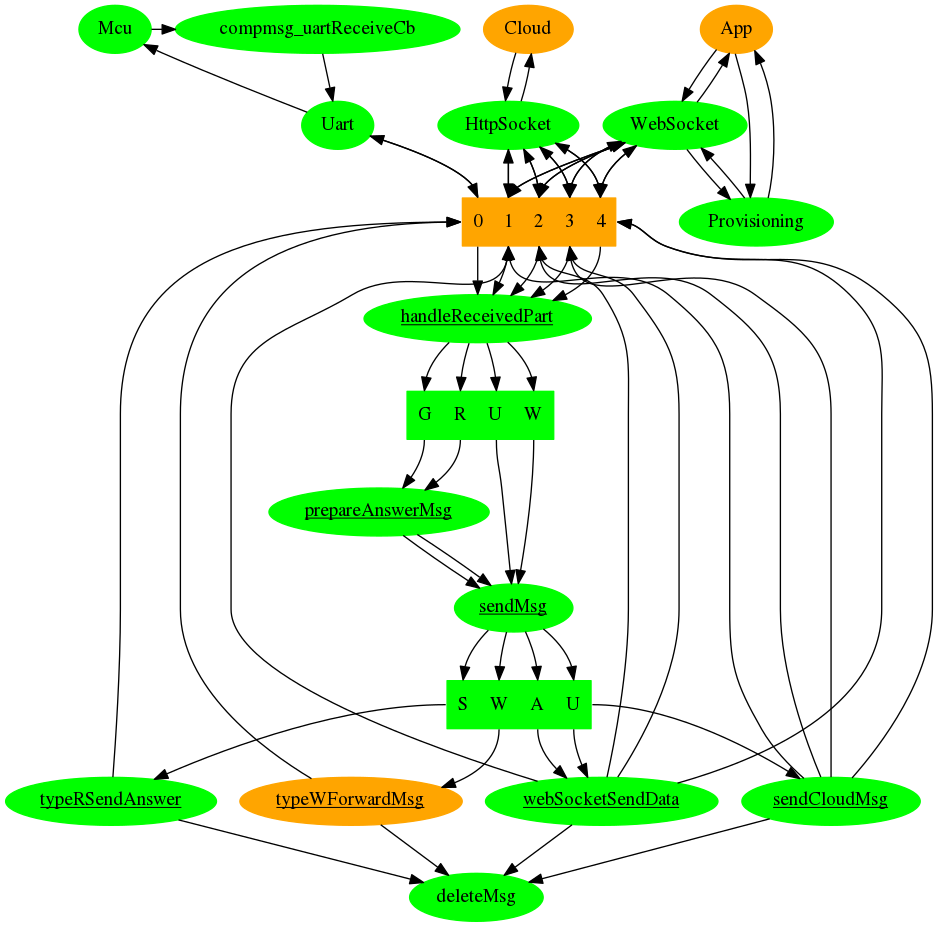 Mcu
compmsg_uartReceiveCb
Cloud
App
Uart
HttpSocket
WebSocket
0 1 2 3 4
Provisioning
handleReceivedPart
G R U W
prepareAnswerMsg
sendMsg
S W A U
typeRSendAnswer
typeWForwardMsg
webSocketSendData
sendCloudMsg
deleteMsg